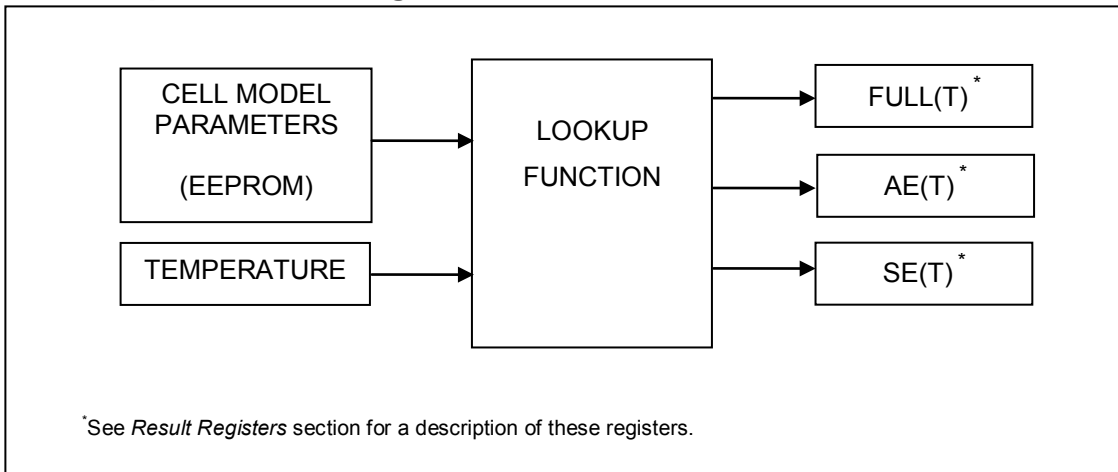 CELL MODEL
PARAMETERS
(EEPROM)
TEMPERATURE
LOOKUP
FUNCTION
FULL(T)*
AE(T)*
SE(T)*
*See Result Registers section for a description of these registers.